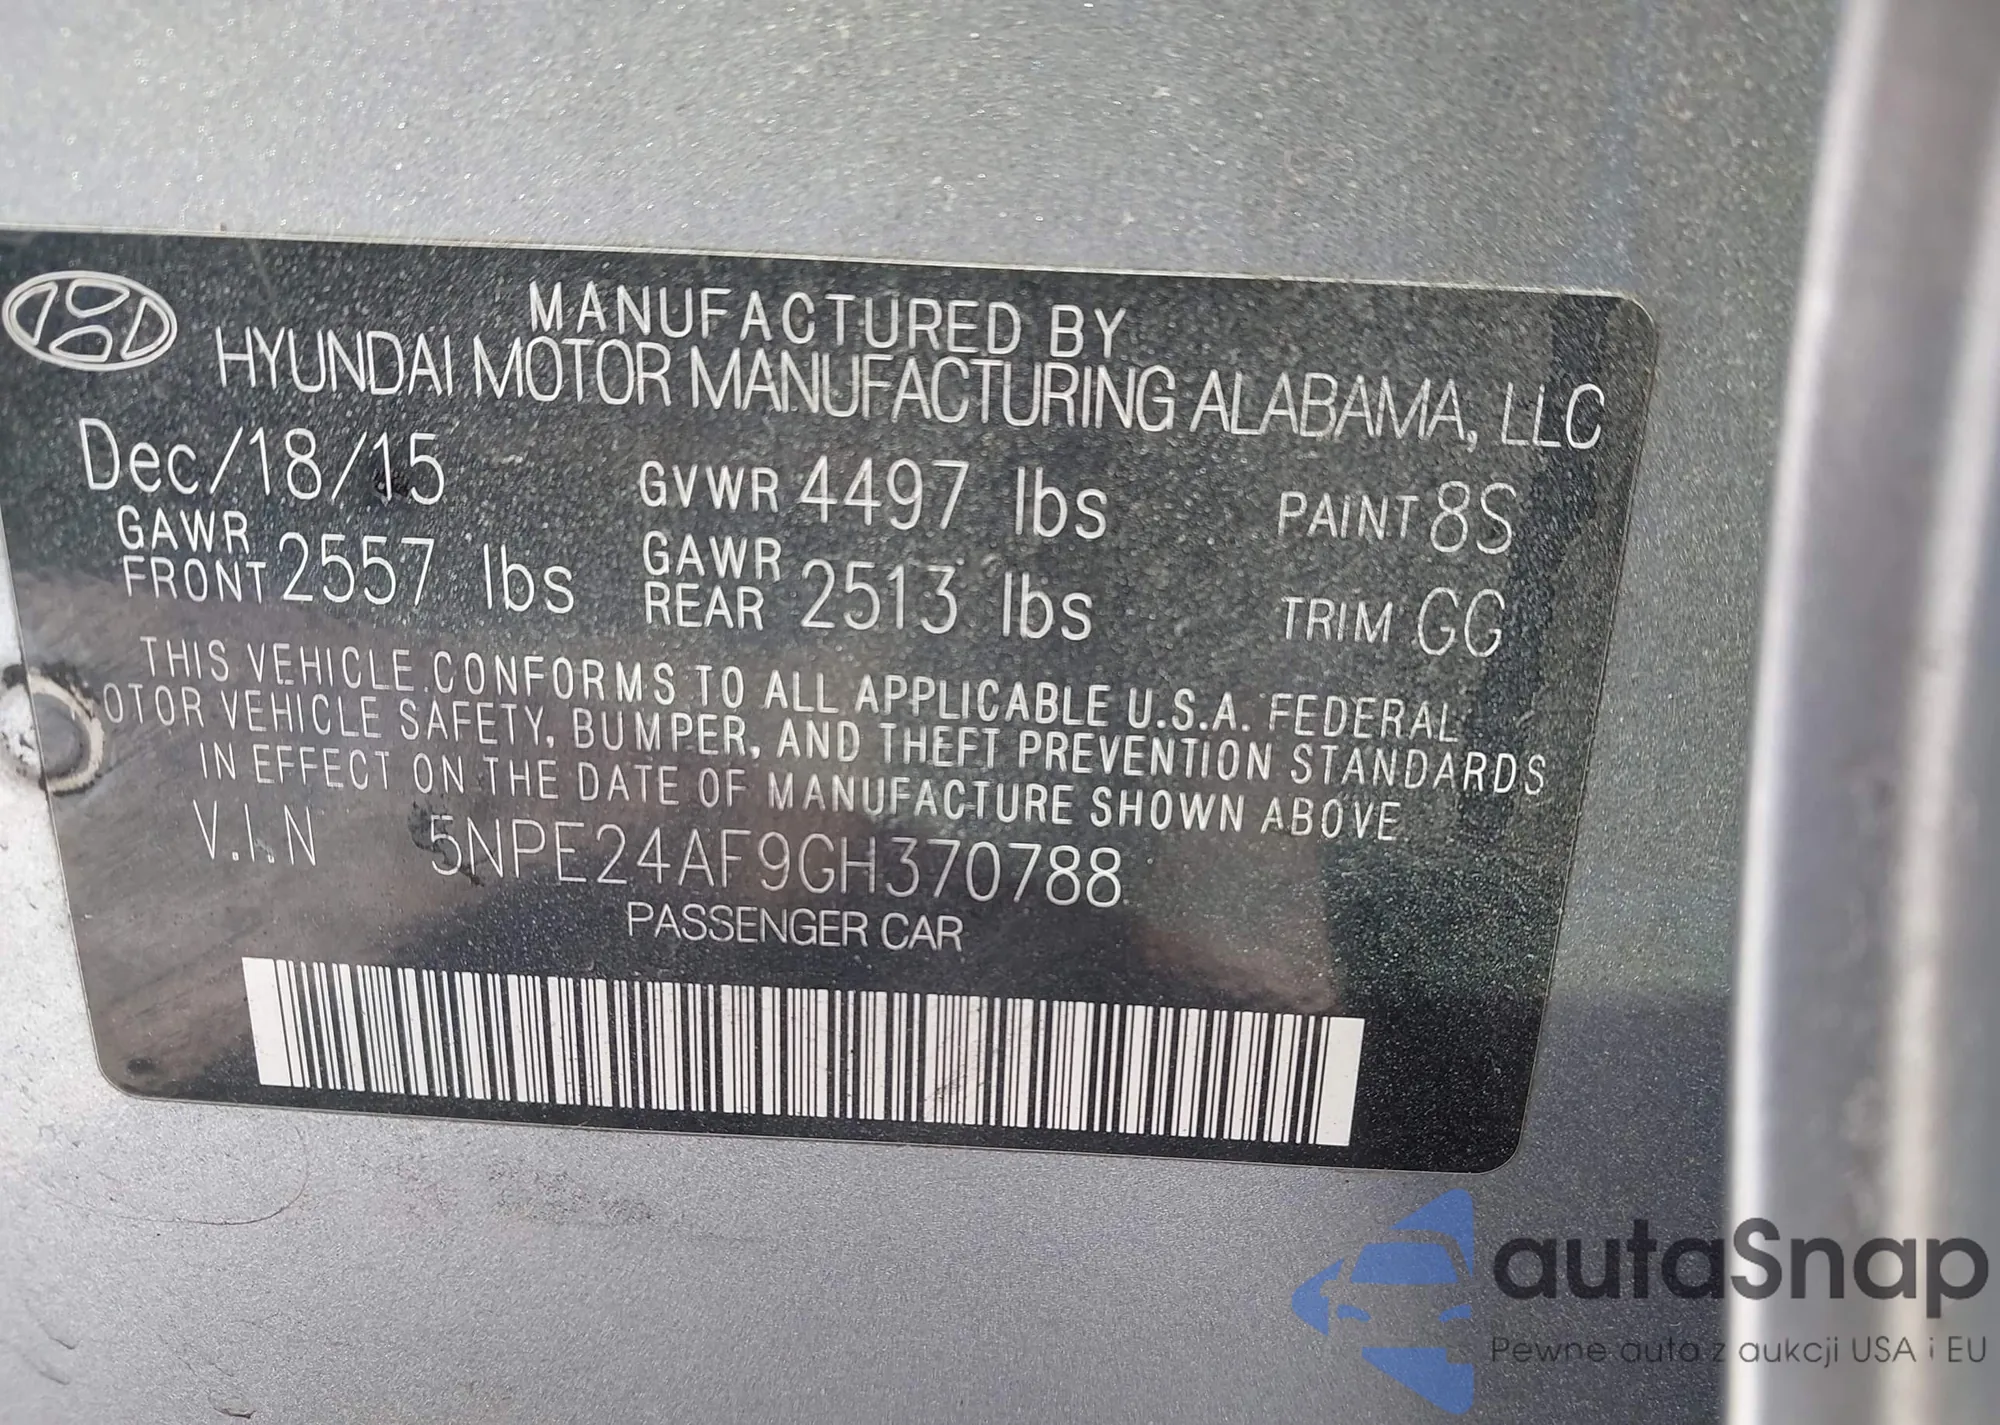 MANUFACTURED BY
HYUNDAI MOTOR MANUFACTURING ALABAMA, LLC
Dec/18/15 GVWR 4497 lbs PAINT 8S
GAWR FRONT 2557 lbs GAWR REAR 2513 lbs TRIM GG
THIS VEHICLE CONFORMS TO ALL APPLICABLE U.S.A. FEDERAL
OTOR VEHICLE SAFETY, BUMPER, AND THEFT PREVENTION STANDARDS
IN EFFECT ON THE DATE OF MANUFACTURE SHOWN ABOVE
V.I.N 5NPE24AF9GH370788
PASSENGER CAR
autaSnap
Pewne auta z aukcji USA i EU